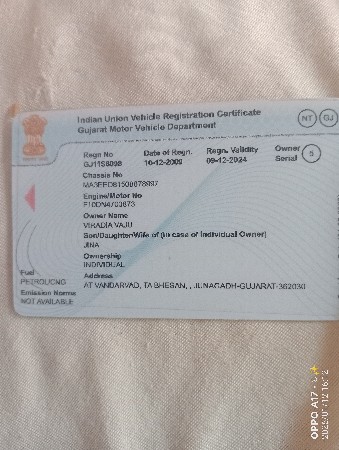 Indian Union Vehicle Registration Certificate
Gujarat Motor Vehicle Department
NT GJ
Regn No Date of Regn. Regn. Validity Owner Serial
10-12-2009 09-12-2024 5
Chassis No
Engine/Motor No
Owner Name
VIRADIA VAJU
Son/Daughter/Wife of (In case of Individual Owner)
JINA
Ownership
INDIVIDUAL
Fuel
PETROL/CNG
Address
AT VANDARVAD, TA BHESAN, , JUNAGADH-GUJARAT-362030
Emission Norms
NOT AVAILABLE
OPPO A17